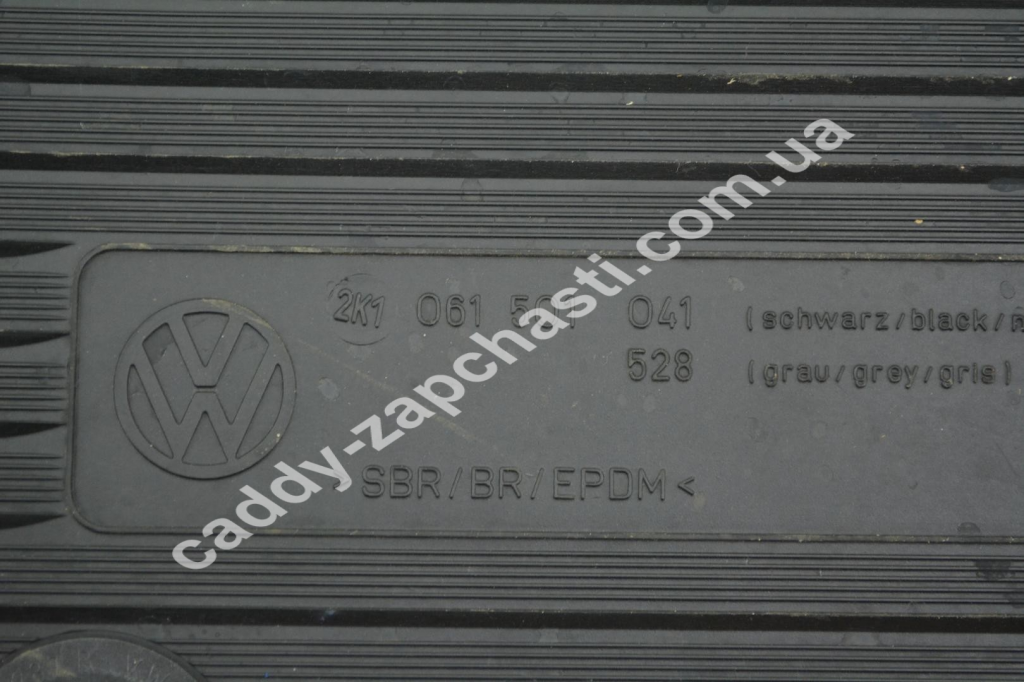 2K1 061 041 (schwarz/black/
528 (grau/grey/gris)
SBR/BR/EPDM<
caddy-zapchasti.com.ua